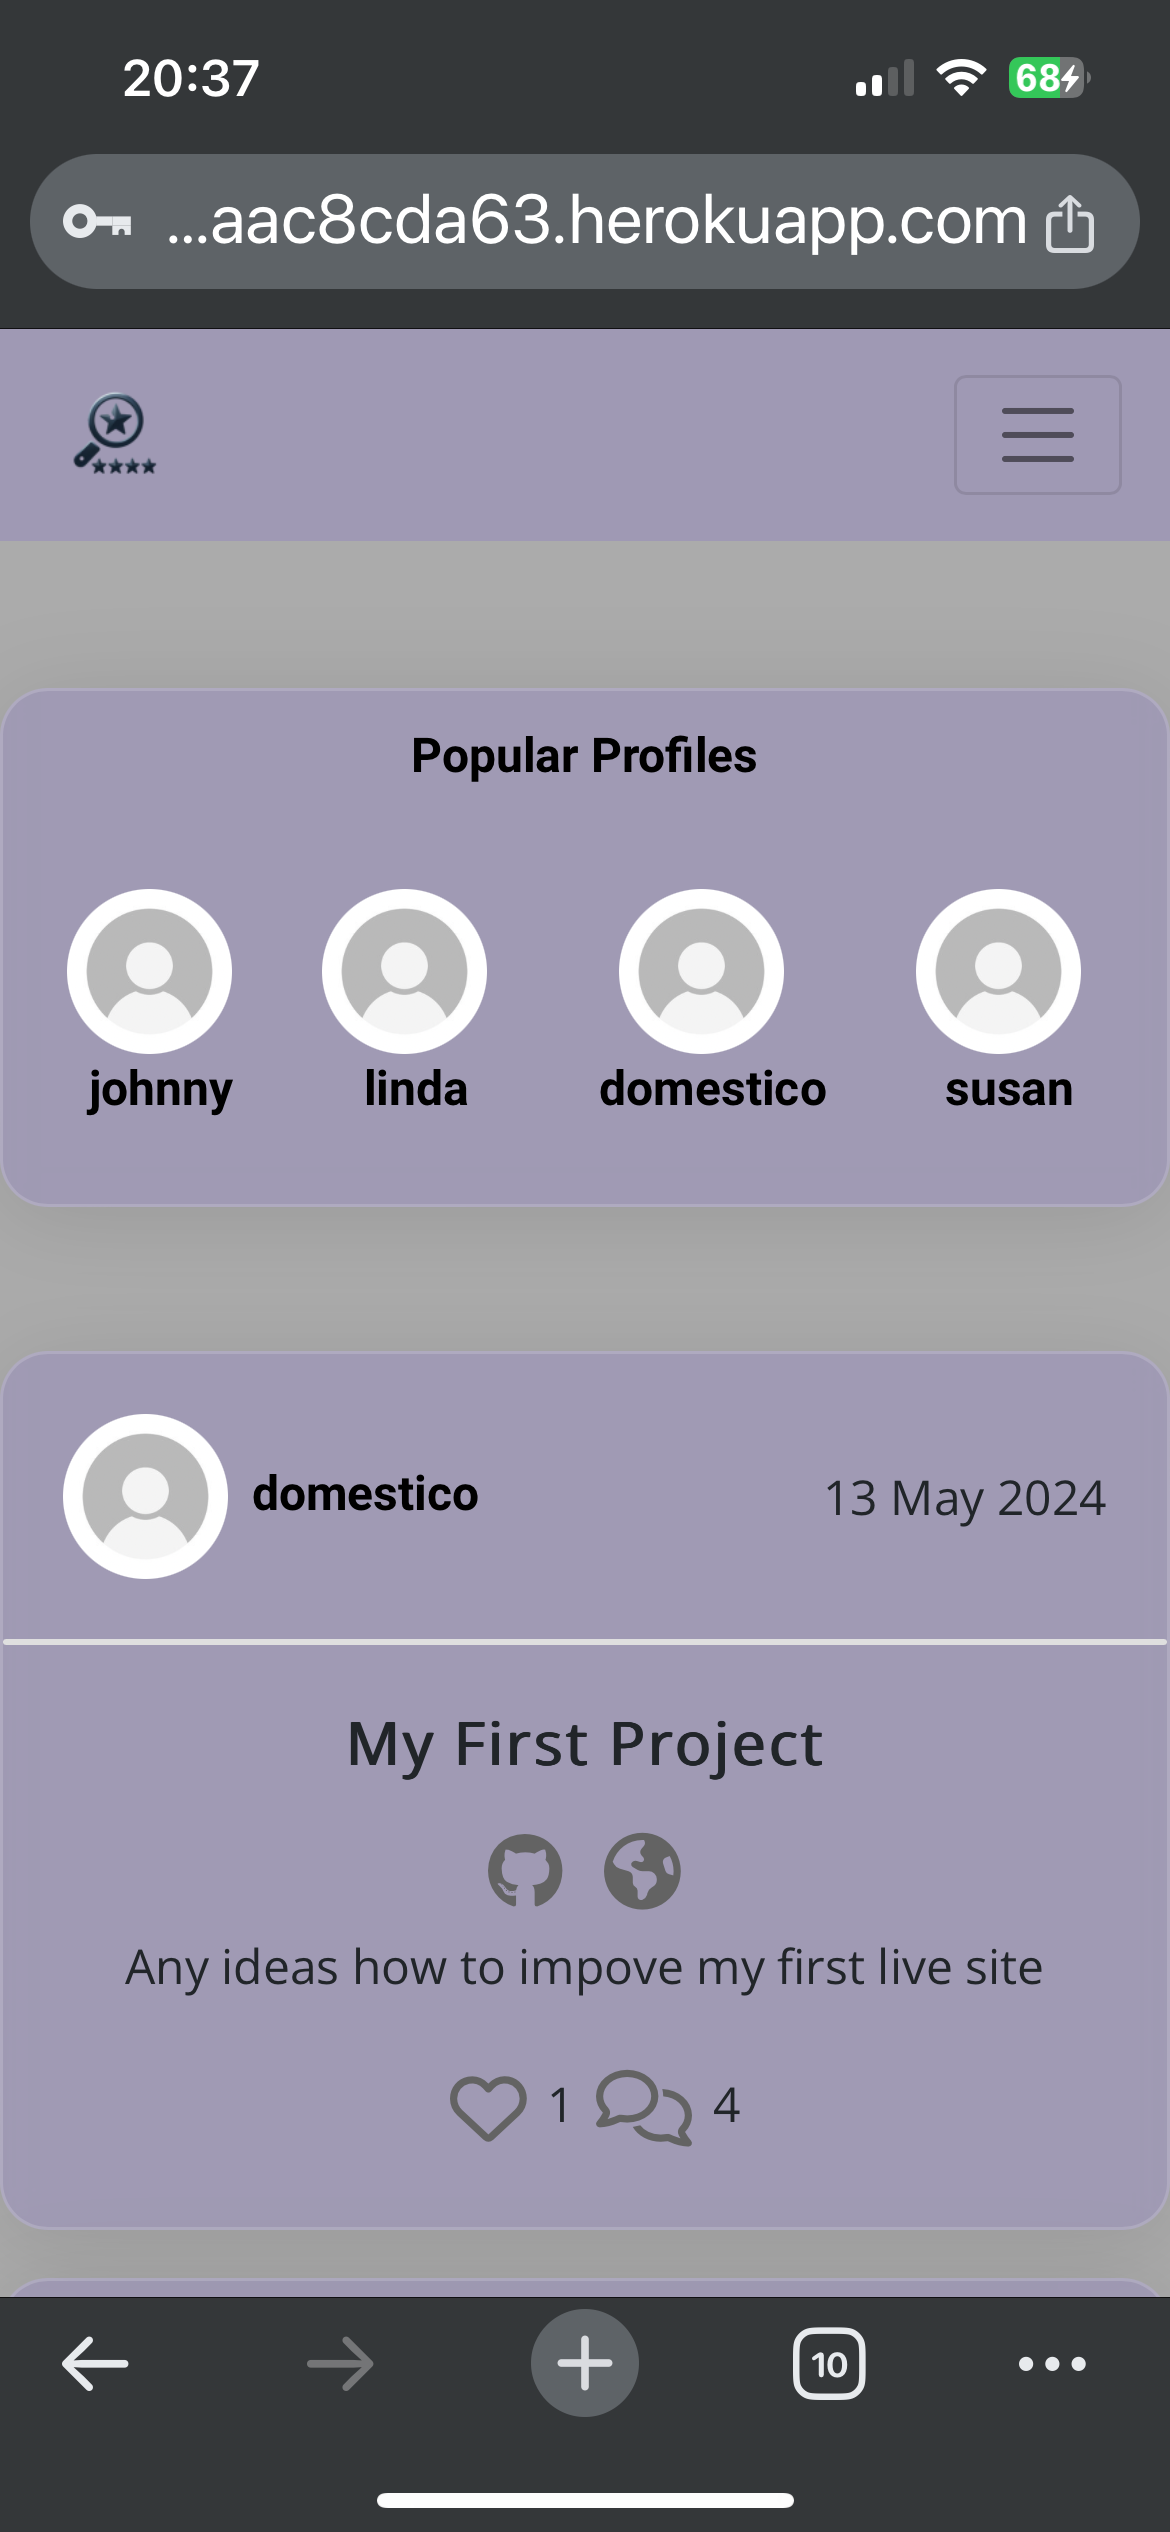 20:37
68
...aac8cda63.herokuapp.com
Popular Profiles
johnny linda domestico susan
domestico 13 May 2024
My First Project
Any ideas how to impove my first live site
1 4
10